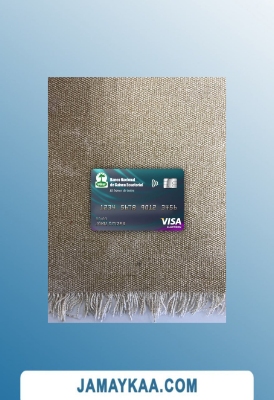 Banco Nacional
de Guinea Ecuatorial
1234 5678 9012 3456
VISA
JAMAYKAA.COM